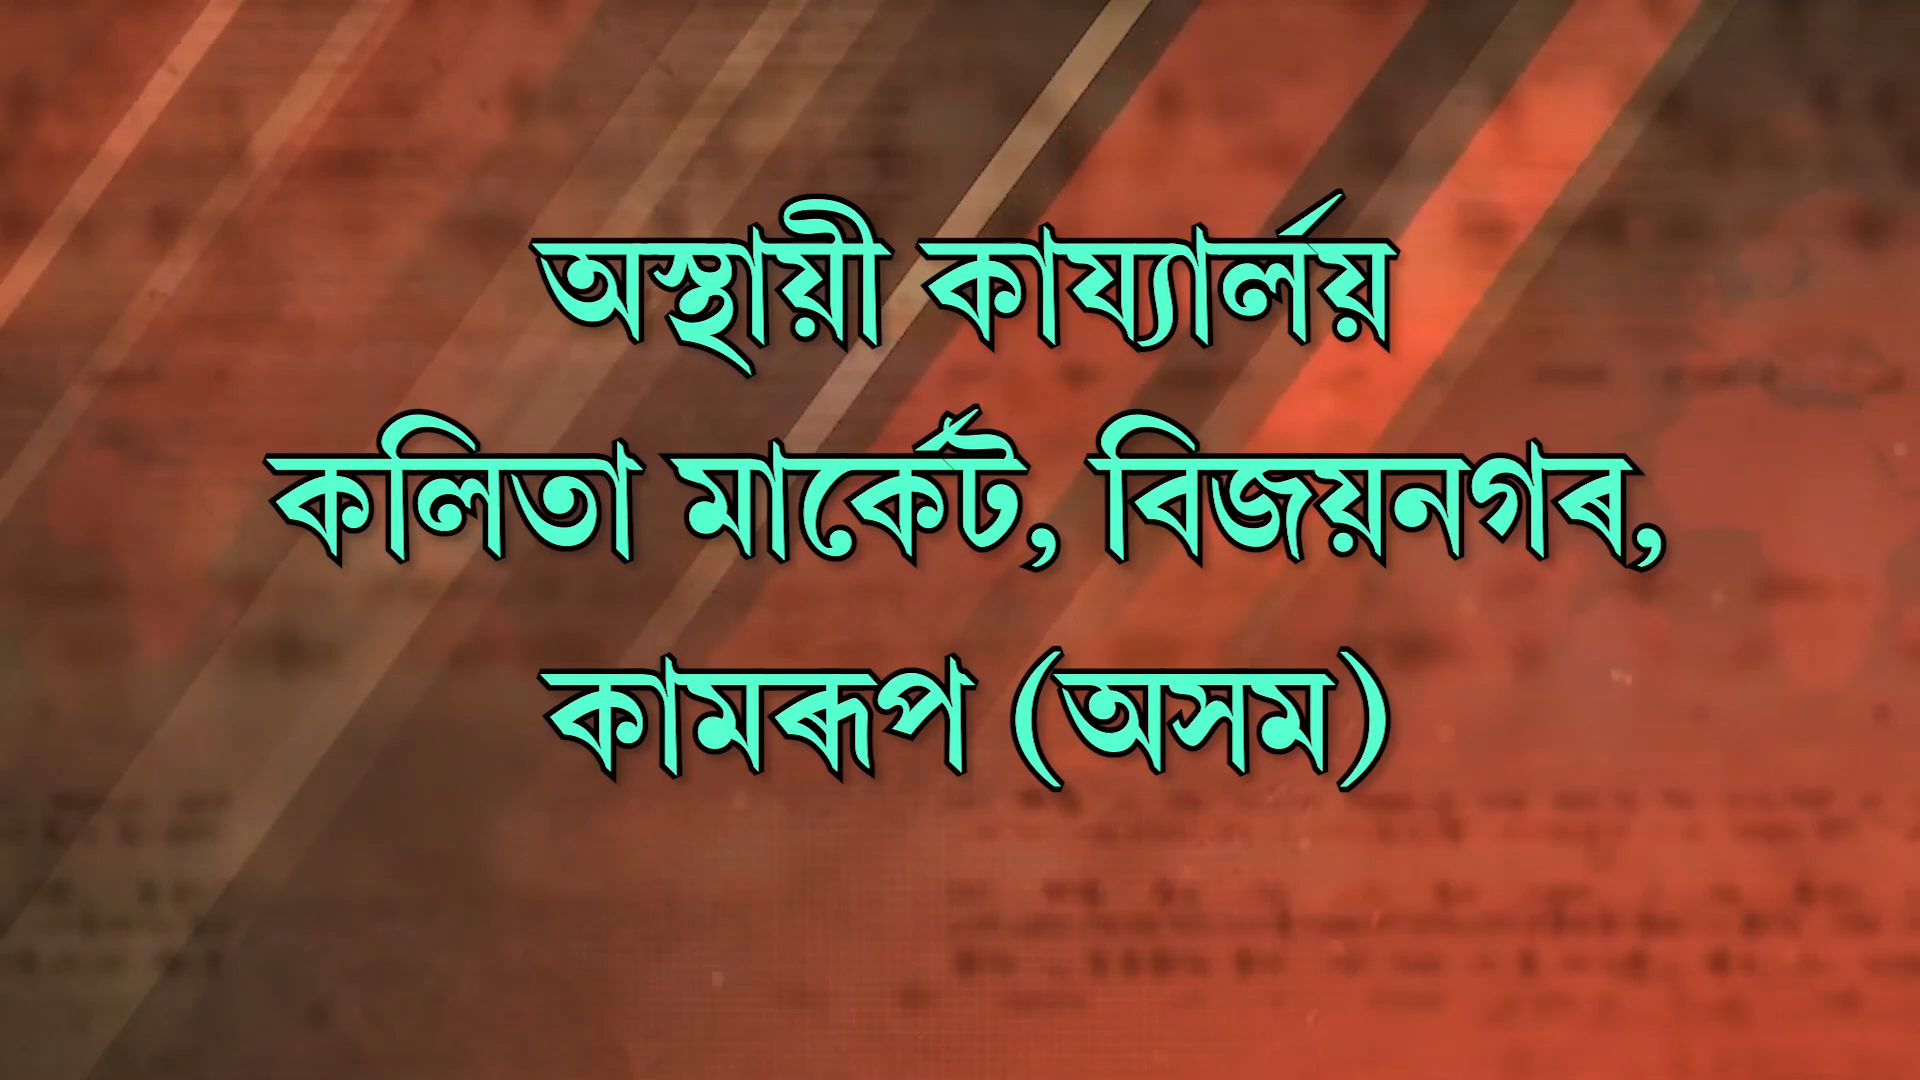 অস্থায়ী কায্যাৰ্লয়
কলিতা মাৰ্কেট, বিজয়নগৰ,
কামৰূপ (অসম)